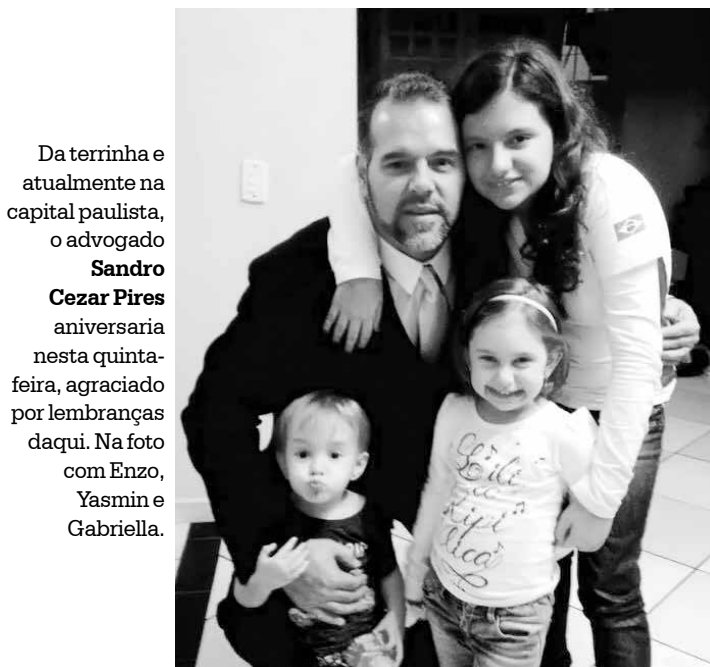 Da terrinha e
atualmente na
capital paulista,
o advogado
Sandro
Cezar Pires
aniversaria
nesta quinta-
feira, agraciado
por lembranças
daqui. Na foto
com Enzo,
Yasmin e
Gabriella.